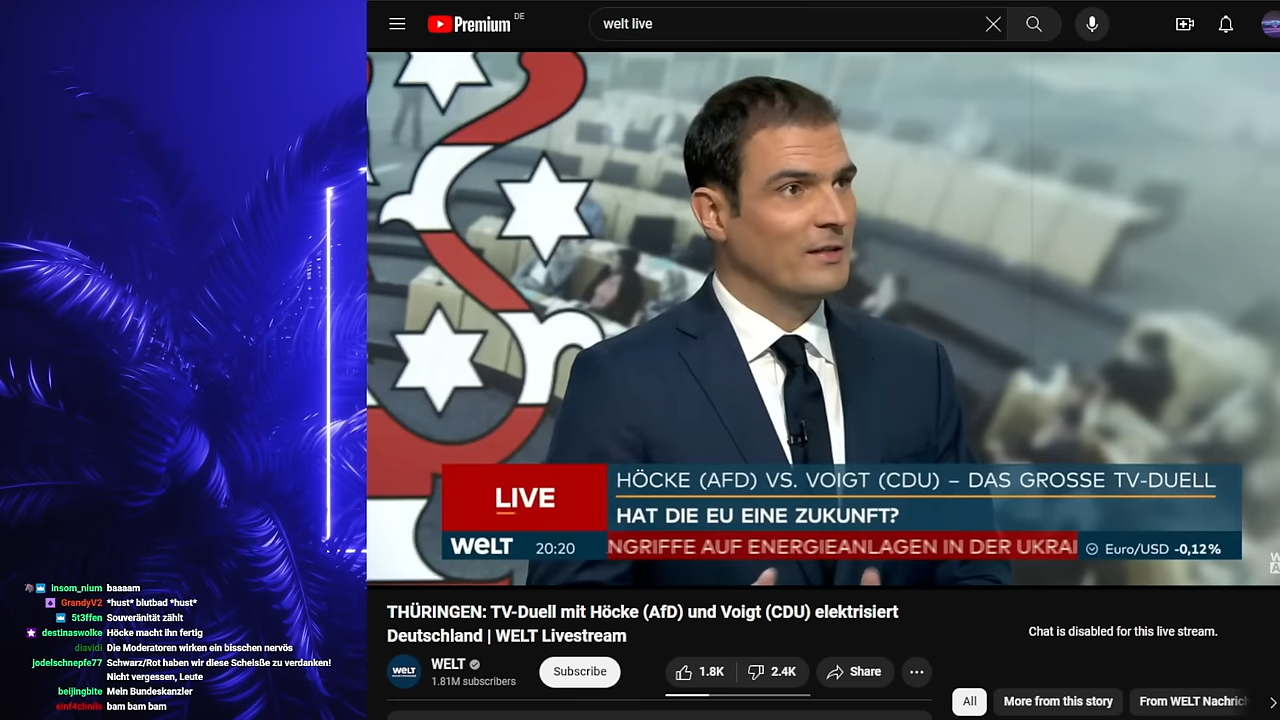 Premium DE
welt live
HÖCKE (AFD) VS. VOIGT (CDU) – DAS GROSSE TV-DUELL
LIVE
HAT DIE EU EINE ZUKUNFT?
WELT 20:20 NGRIFFE AUF ENERGIEANLAGEN IN DER UKRAI Euro/USD -0,12%
THÜRINGEN: TV-Duell mit Höcke (AfD) und Voigt (CDU) elektrisiert
Deutschland | WELT Livestream
Chat is disabled for this live stream.
welt
WELT
1.81M subscribers
Subscribe
1.8K
2.4K
Share
All
More from this story
From WELT Nachric
insom_nium baaaam
GrandyV2 *hust* blutbad *hust*
5t3ffen Souveränität zählt
destinaswolke Höcke macht ihn fertig
diavidi Die Moderatoren wirken ein bisschen nervös
jodelschnepfe77 Schwarz/Rot haben wir diese Scheisße zu verdanken!
Nicht vergessen, Leute
beijingbite Mein Bundeskanzler
einf4chnils bam bam bam